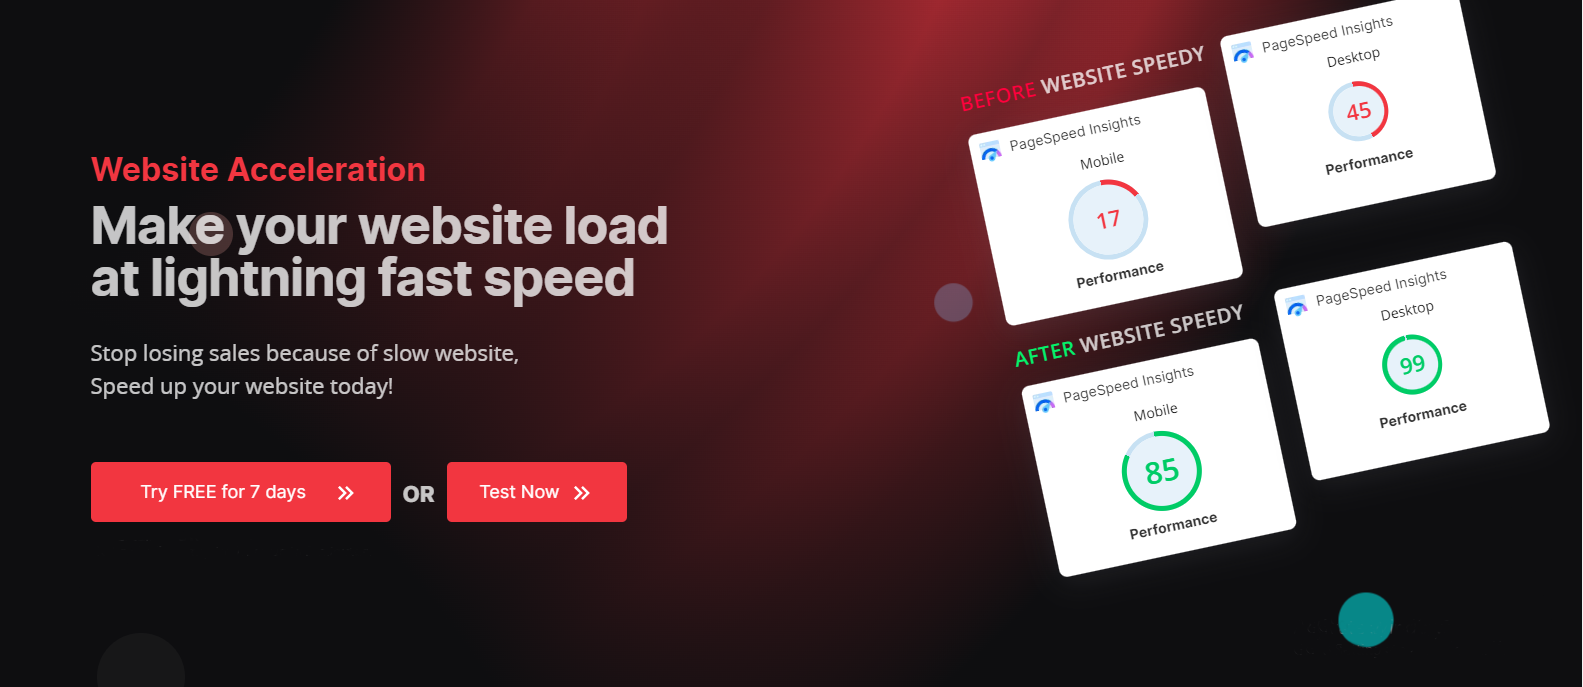 Website Acceleration
Make your website load
at lightning fast speed
Stop losing sales because of slow website,
Speed up your website today!
Try FREE for 7 days
OR
Test Now
BEFORE WEBSITE SPEEDY
PageSpeed Insights
Mobile
17
Performance
PageSpeed Insights
Desktop
45
Performance
AFTER WEBSITE SPEEDY
PageSpeed Insights
Mobile
85
Performance
PageSpeed Insights
Desktop
99
Performance